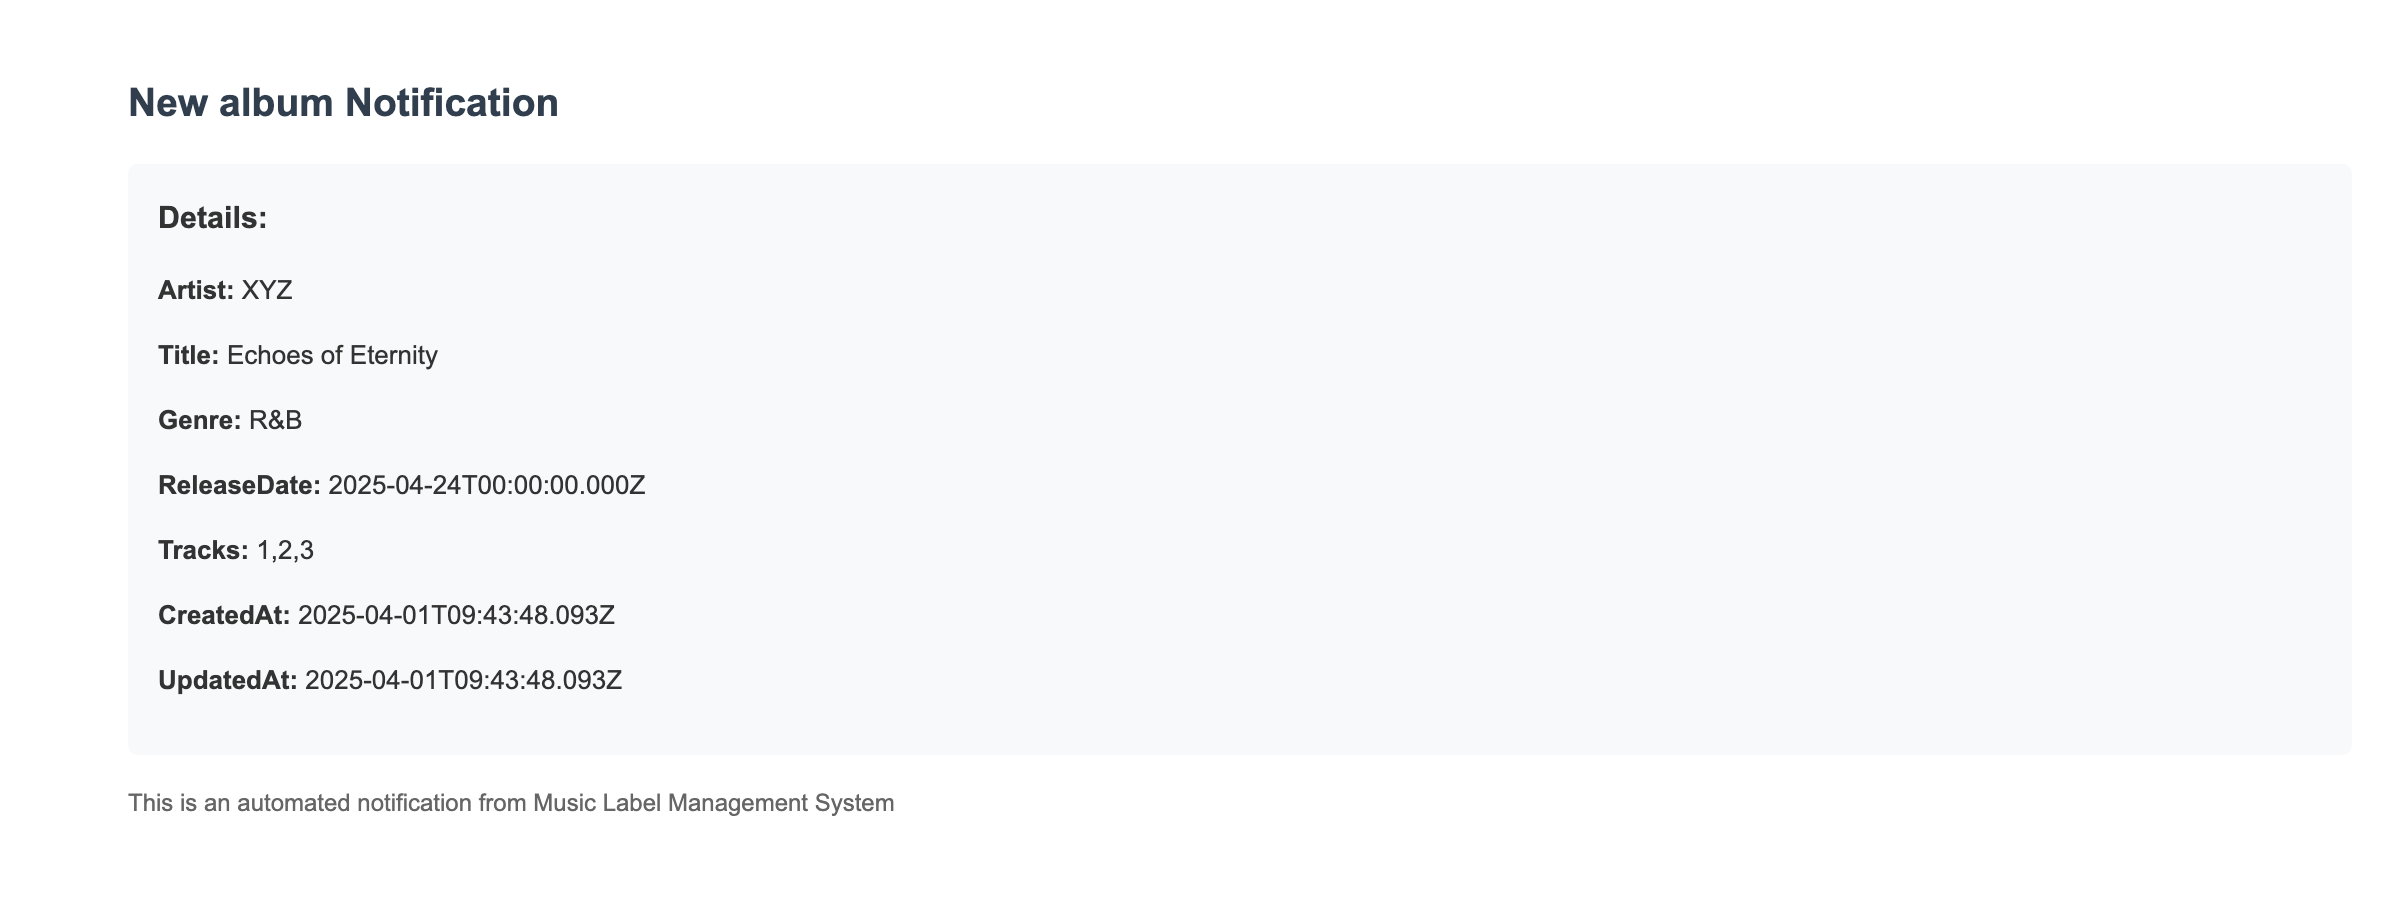 New album Notification
Details:
Artist: XYZ
Title: Echoes of Eternity
Genre: R&B
ReleaseDate: 2025-04-24T00:00:00.000Z
Tracks: 1,2,3
CreatedAt: 2025-04-01T09:43:48.093Z
UpdatedAt: 2025-04-01T09:43:48.093Z
This is an automated notification from Music Label Management System